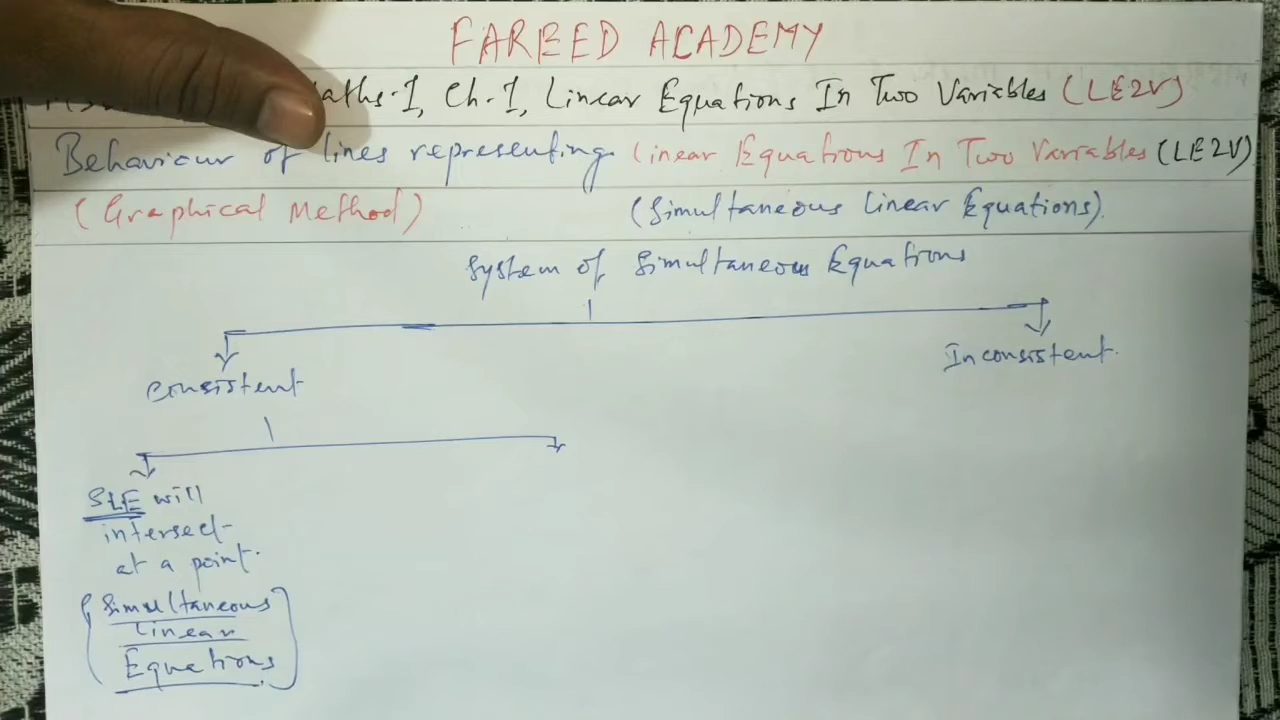 FAREED ACADEMY
Maths-I, Ch.I, Linear Equations In Two Variables (LE2V)
Behaviour of lines representing Linear Equations In Two Variables (LE2V)
(Graphical Method) (Simultaneous Linear Equations).
System of Simultaneous Equations
Consistent
Inconsistent.
SLE will
intersect
at a point.
(Simultaneous
Linear
Equations)